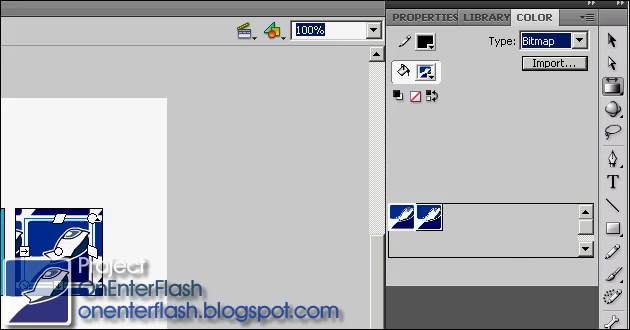 PROPERTIES LIBRARY COLOR
100%
Type: Bitmap
Import...
T
Project
OnEnterFlash
onenterflash.blogspot.com